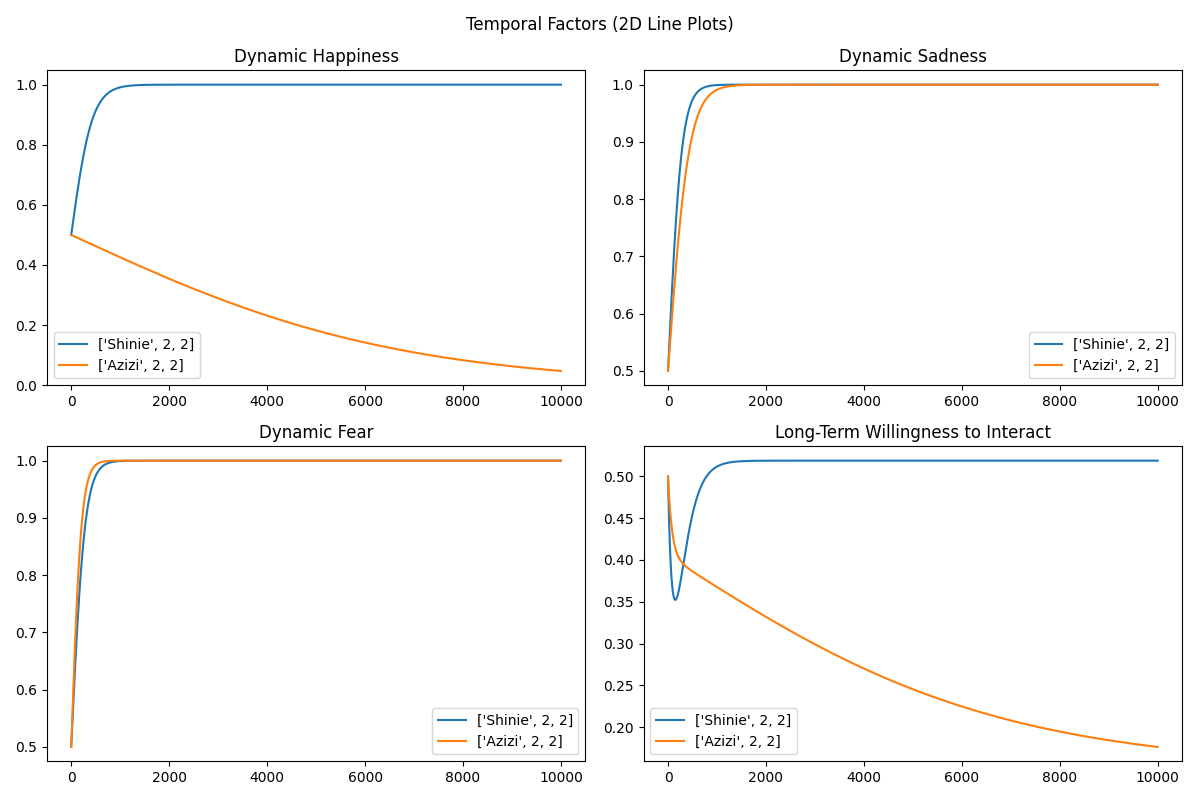 Temporal Factors (2D Line Plots)
Dynamic Happiness
1.0
0.8
0.6
0.4
0.2
0.0
['Shinie', 2, 2]
['Azizi', 2, 2]
0 2000 4000 6000 8000 10000
Dynamic Sadness
1.0
0.9
0.8
0.7
0.6
0.5
['Shinie', 2, 2]
['Azizi', 2, 2]
0 2000 4000 6000 8000 10000
Dynamic Fear
1.0
0.9
0.8
0.7
0.6
0.5
['Shinie', 2, 2]
['Azizi', 2, 2]
0 2000 4000 6000 8000 10000
Long-Term Willingness to Interact
0.50
0.45
0.40
0.35
0.30
0.25
0.20
['Shinie', 2, 2]
['Azizi', 2, 2]
0 2000 4000 6000 8000 10000